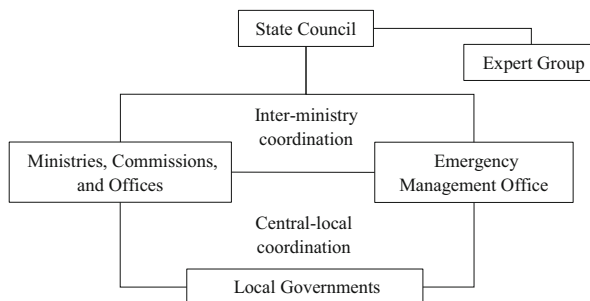 State Council
Expert Group
Inter-ministry
coordination
Ministries, Commissions,
and Offices
Emergency
Management Office
Central-local
coordination
Local Governments